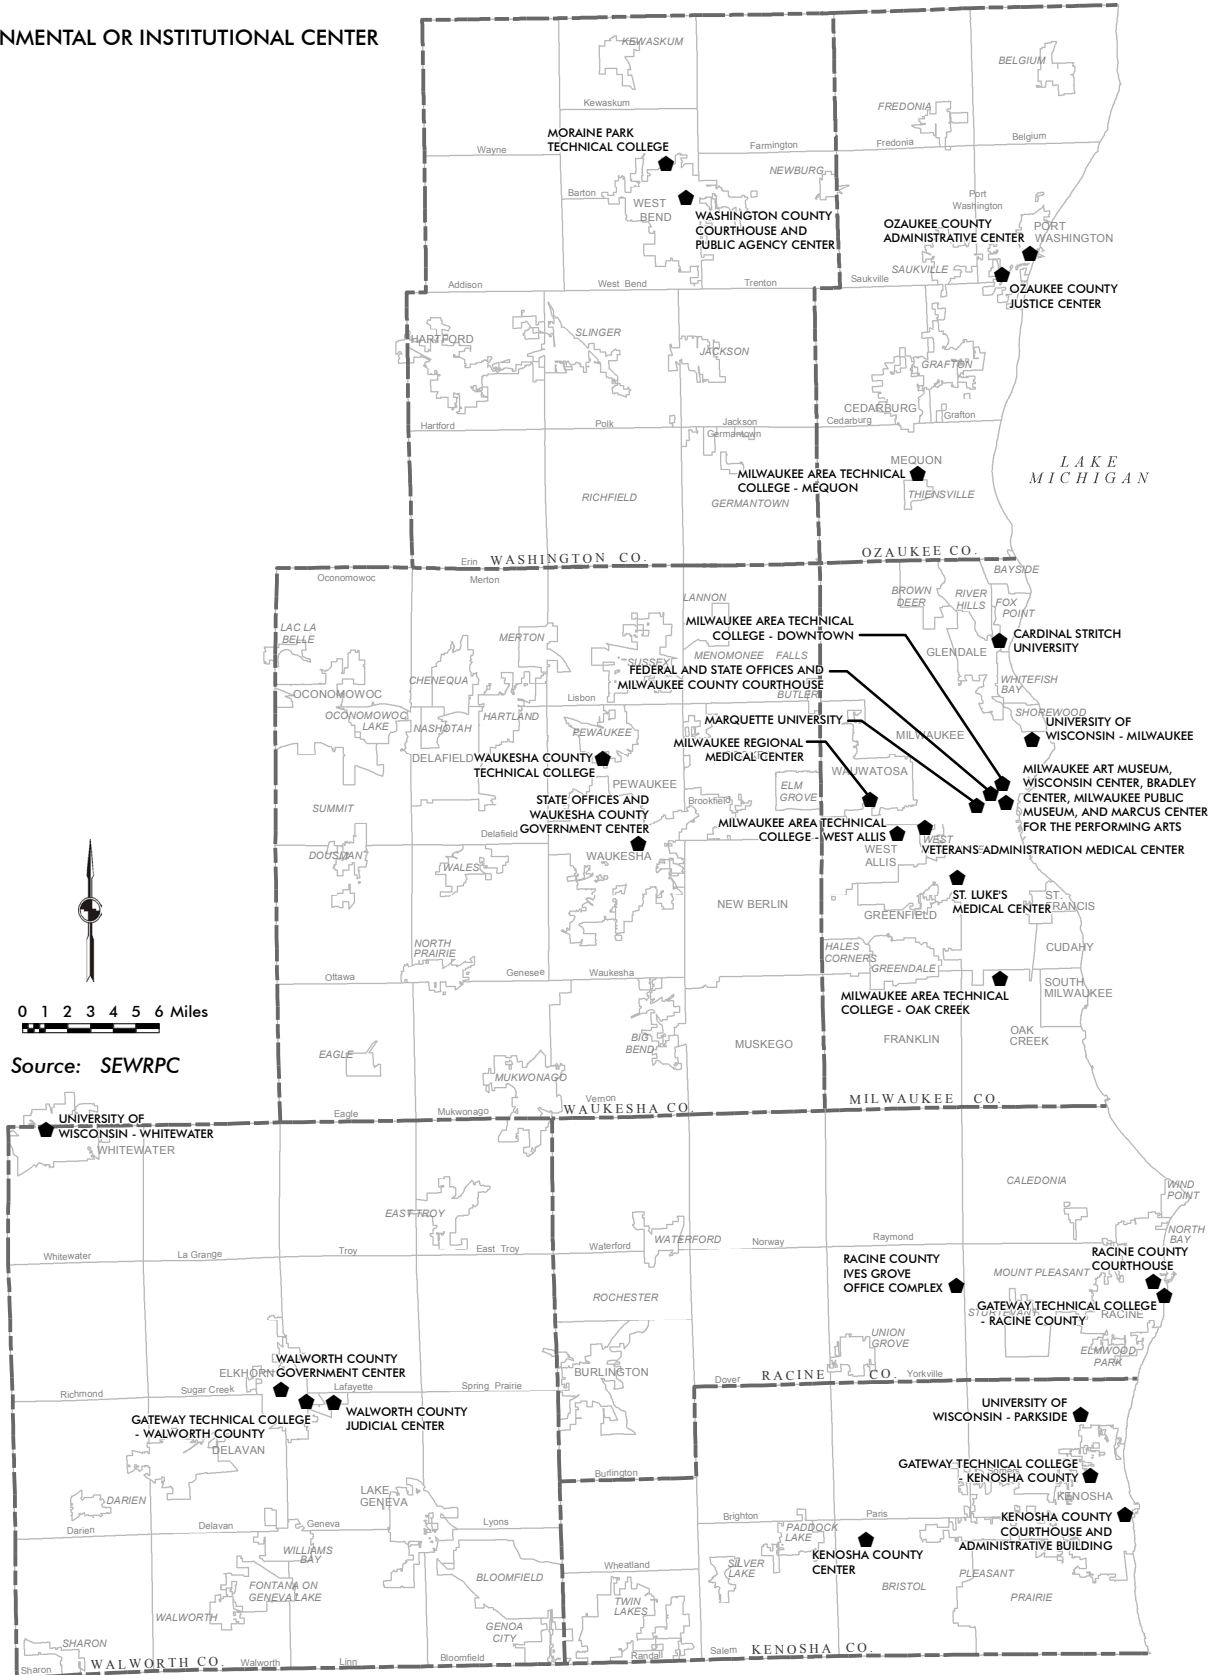 NMENTAL OR INSTITUTIONAL CENTER
KEWASKUM
BELGIUM
Kewaskum
FREDONIA
MORAINE PARK
TECHNICAL COLLEGE
Wayne
Farmington
Fredonia
Belgium
NEWBURG
Barton
WEST
BEND
WASHINGTON COUNTY
COURTHOUSE AND
PUBLIC AGENCY CENTER
Port
Washington
OZAUKEE COUNTY
ADMINISTRATIVE CENTER
PORT
WASHINGTON
SAUKVILLE
Addison
West Bend
Trenton
Saukville
OZAUKEE COUNTY
JUSTICE CENTER
HARTFORD
SLINGER
JACKSON
GRAFTON
CEDARBURG
Hartford
Polk
Jackson
Germantown
Cedarburg
Grafton
MEQUON
MILWAUKEE AREA TECHNICAL
COLLEGE - MEQUON
THIENSVILLE
LAKE
MICHIGAN
RICHFIELD
GERMANTOWN
Erin
WASHINGTON CO.
OZAUKEE CO.
Oconomowoc
Merton
BAYSIDE
BROWN
DEER
RIVER
HILLS
FOX
POINT
LANNON
LAC LA
BELLE
MERTON
MILWAUKEE AREA TECHNICAL
COLLEGE - DOWNTOWN
CARDINAL STRITCH
UNIVERSITY
GLENDALE
SUSSEX
MENOMONEE FALLS
FEDERAL AND STATE OFFICES AND
MILWAUKEE COUNTY COURTHOUSE
CHENEQUA
OCONOMOWOC
Lisbon
BUTLER
WHITEFISH
BAY
OCONOMOWOC
LAKE
NASHOTAH
HARTLAND
PEWAUKEE
MARQUETTE UNIVERSITY
SHOREWOOD
MILWAUKEE
UNIVERSITY OF
WISCONSIN - MILWAUKEE
MILWAUKEE REGIONAL
MEDICAL CENTER
DELAFIELD
WAUKESHA COUNTY
TECHNICAL COLLEGE
WAUWATOSA
MILWAUKEE ART MUSEUM,
WISCONSIN CENTER, BRADLEY
CENTER, MILWAUKEE PUBLIC
MUSEUM, AND MARCUS CENTER
FOR THE PERFORMING ARTS
PEWAUKEE
ELM
GROVE
SUMMIT
STATE OFFICES AND
WAUKESHA COUNTY
GOVERNMENT CENTER
Brookfield
Delafield
MILWAUKEE AREA TECHNICAL
COLLEGE - WEST ALLIS
WEST
VETERANS ADMINISTRATION MEDICAL CENTER
DOUSMAN
WALES
WAUKESHA
WEST
ALLIS
ST. LUKE'S
MEDICAL CENTER
NEW BERLIN
GREENFIELD
ST.
FRANCIS
NORTH
PRAIRIE
HALES
CORNERS
GREENDALE
CUDAHY
Ottawa
Genesee
Waukesha
SOUTH
MILWAUKEE
MILWAUKEE AREA TECHNICAL
COLLEGE - OAK CREEK
0 1 2 3 4 5 6 Miles
Source: SEWRPC
EAGLE
BIG
BEND
MUSKEGO
FRANKLIN
OAK
CREEK
MUKWONAGO
Eagle
Mukwonago
Vernon
WAUKESHA CO.
MILWAUKEE CO.
UNIVERSITY OF
WISCONSIN - WHITEWATER
WHITEWATER
CALEDONIA
WIND
POINT
EAST TROY
WATERFORD
NORTH
BAY
Whitewater
La Grange
Troy
East Troy
Waterford
Norway
Raymond
RACINE COUNTY
IVES GROVE
OFFICE COMPLEX
MOUNT PLEASANT
RACINE COUNTY
COURTHOUSE
ROCHESTER
GATEWAY TECHNICAL COLLEGE
- RACINE COUNTY
STURTEVANT
RACINE
UNION
GROVE
ELMWOOD
PARK
WALWORTH COUNTY
GOVERNMENT CENTER
ELKHORN
BURLINGTON
Richmond
Sugar Creek
Lafayette
Spring Prairie
Dover
RACINE CO.
Yorkville
GATEWAY TECHNICAL COLLEGE
- WALWORTH COUNTY
WALWORTH COUNTY
JUDICIAL CENTER
UNIVERSITY OF
WISCONSIN - PARKSIDE
DELAVAN
Burlington
GATEWAY TECHNICAL COLLEGE
- KENOSHA COUNTY
Somers
KENOSHA
DARIEN
LAKE
GENEVA
Darien
Delavan
Geneva
Lyons
Brighton
Paris
KENOSHA COUNTY
COURTHOUSE AND
ADMINISTRATIVE BUILDING
PADDOCK
LAKE
KENOSHA COUNTY
CENTER
WILLIAMS
BAY
Wheatland
SILVER
LAKE
BLOOMFIELD
FONTANA ON
GENEVA LAKE
BRISTOL
PLEASANT
PRAIRIE
TWIN
LAKES
WALWORTH
GENOA
CITY
SHARON
Sharon
WALWORTH CO.
Walworth
Linn
Bloomfield
Randall
Salem
KENOSHA CO.